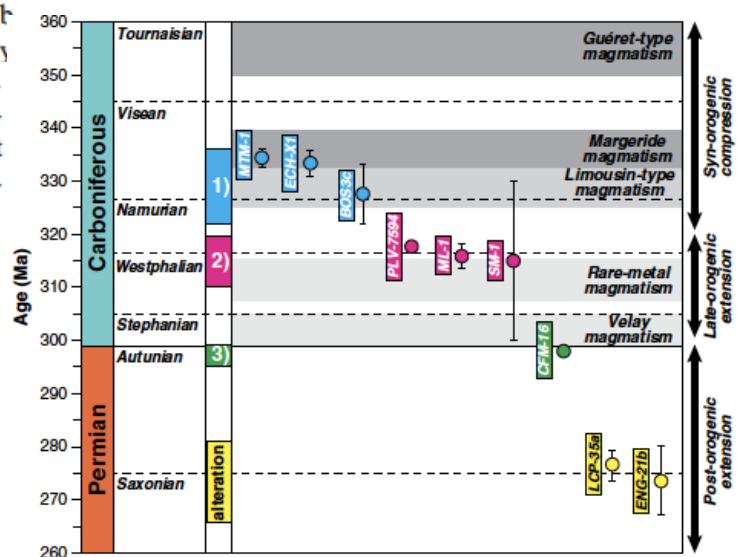 h
y
t
360
350
340
330
320
310
300
290
280
270
260
Age (Ma)
Carboniferous
Permian
Tournaisian
Visean
Namurian
Westphalian
Stephanian
Autunian
Saxonian
1)
2)
3)
alteration
Guéret-type
magmatism
Margeride
magmatism
Limousin-type
magmatism
Rare-metal
magmatism
Velay
magmatism
MTM-1
ECH-X1
BOS3c
PLV-7594
ML-1
SM-1
CFM-16
LCP-35a
ENG-21b
Syn-orogenic
compression
Late-orogenic
extension
Post-orogenic
extension